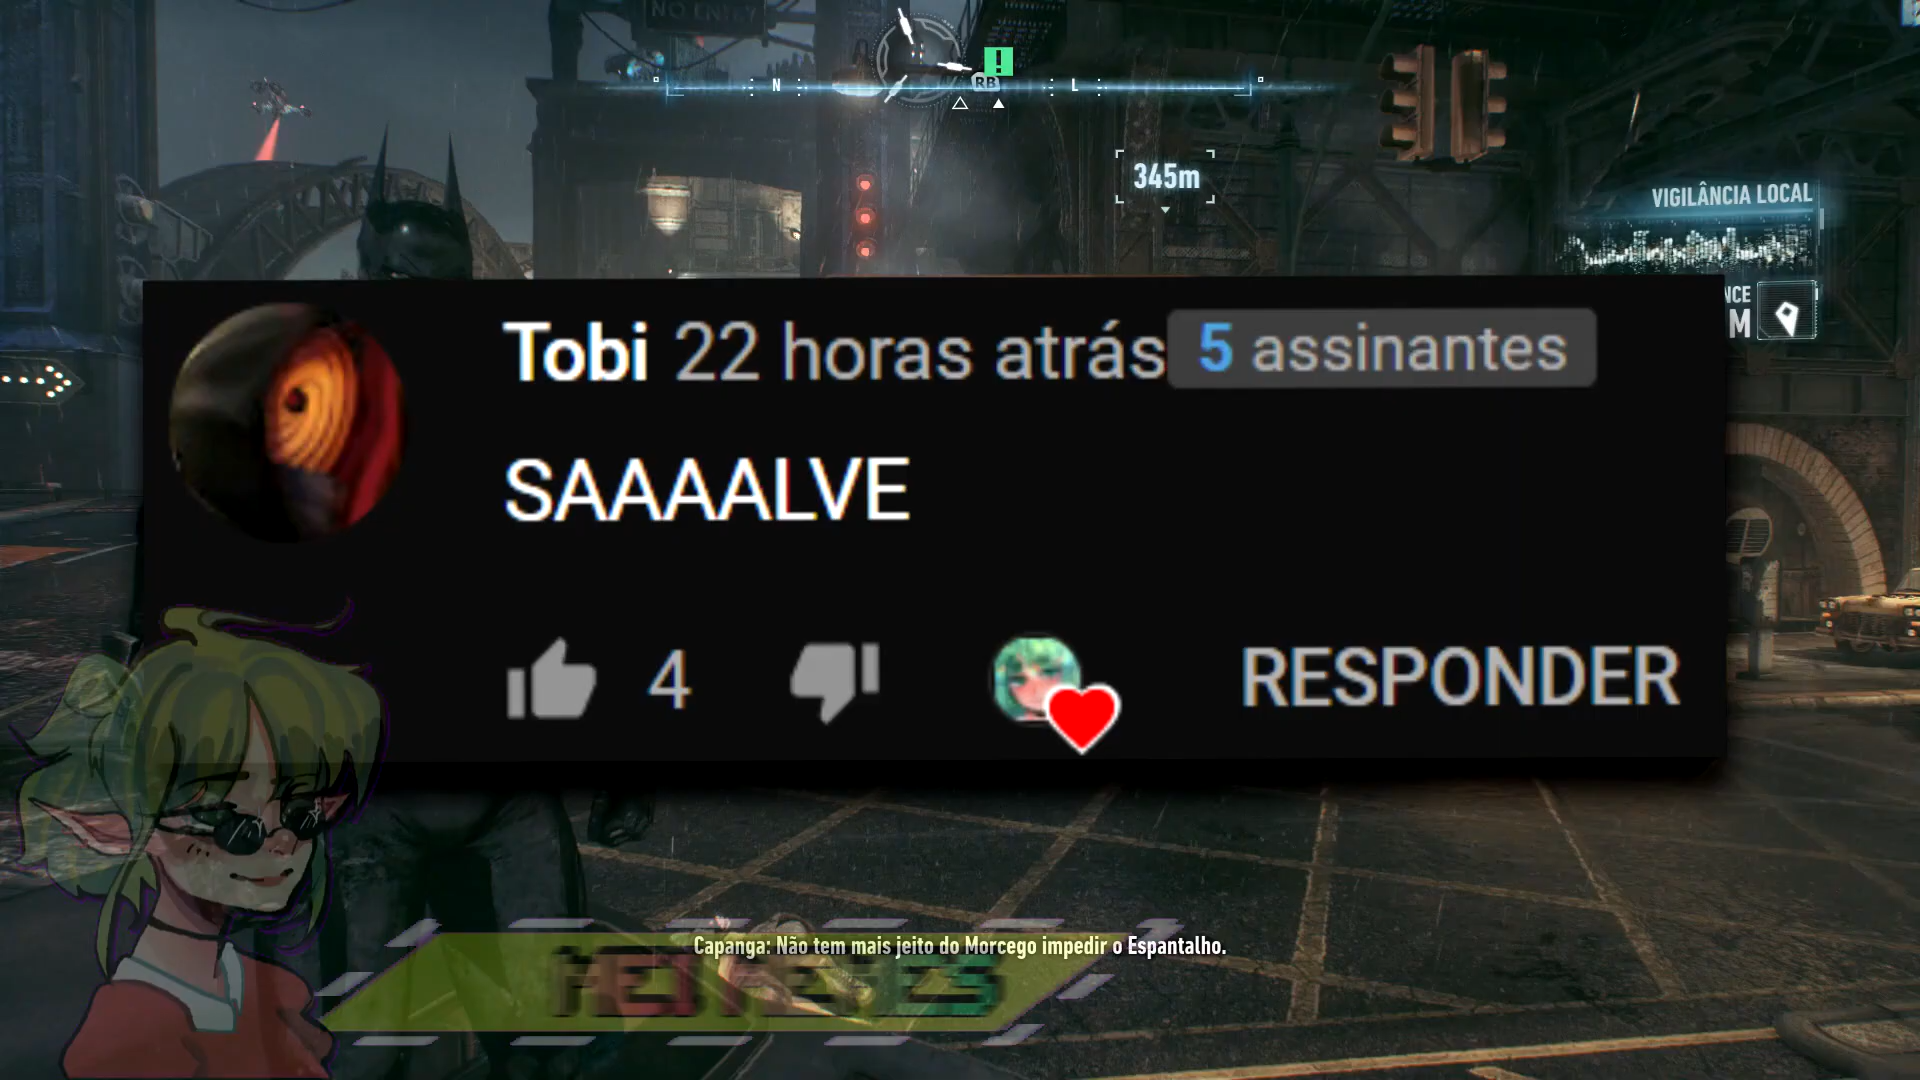 NO ENTRY
RB
N
L
345m
VIGILÂNCIA LOCAL
NCE
M
Tobi 22 horas atrás 5 assinantes
SAAAALVE
4
RESPONDER
Capanga: Não tem mais jeito do Morcego impedir o Espantalho.